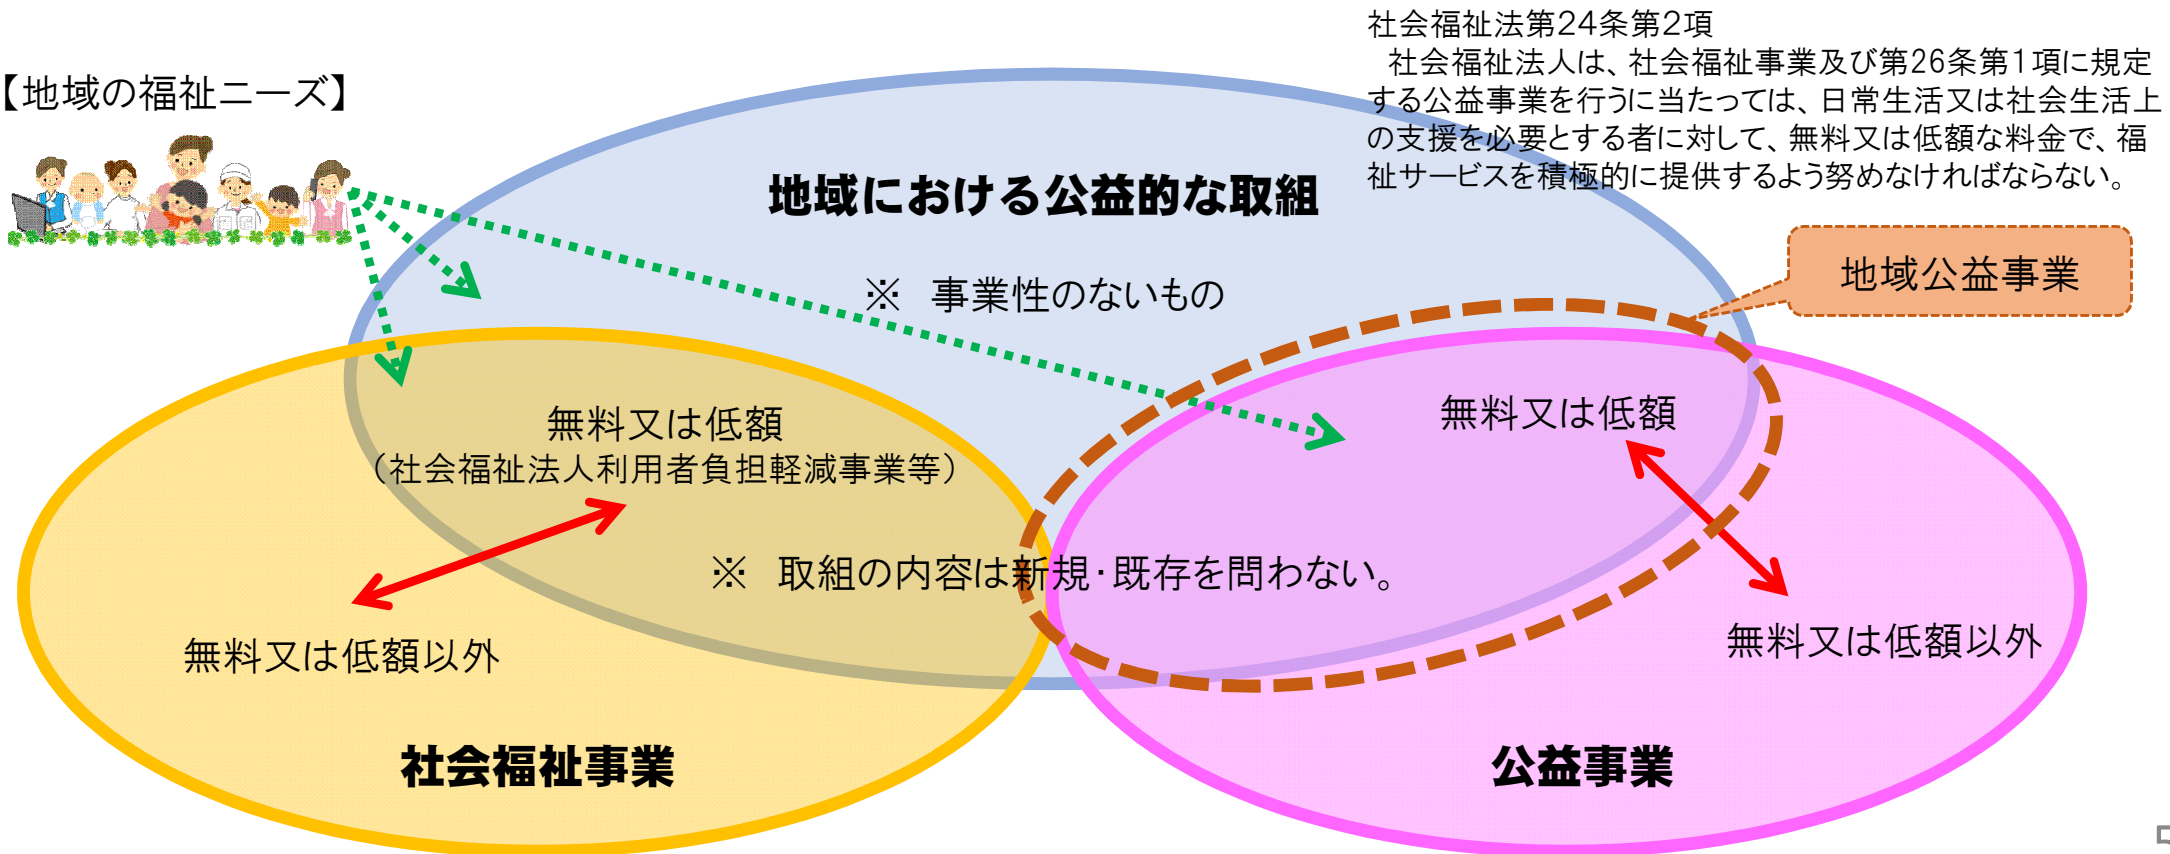 社会福祉法第24条第2項
社会福祉法人は、社会福祉事業及び第26条第1項に規定
する公益事業を行うに当たっては、日常生活又は社会生活上
の支援を必要とする者に対して、無料又は低額な料金で、福
祉サービスを積極的に提供するよう努めなければならない。
【地域の福祉ニーズ】
地域における公益的な取組
※　事業性のないもの
地域公益事業
無料又は低額
（社会福祉法人利用者負担軽減事業等）
無料又は低額
※　取組の内容は新規・既存を問わない。
無料又は低額以外
無料又は低額以外
社会福祉事業
公益事業